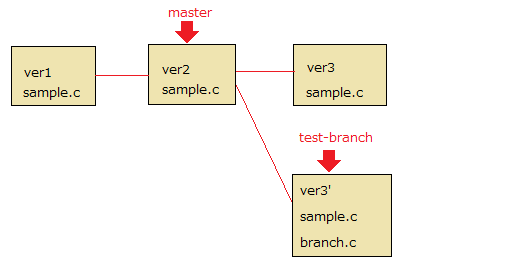 master
ver1
sample.c
ver2
sample.c
ver3
sample.c
test-branch
ver3'
sample.c
branch.c